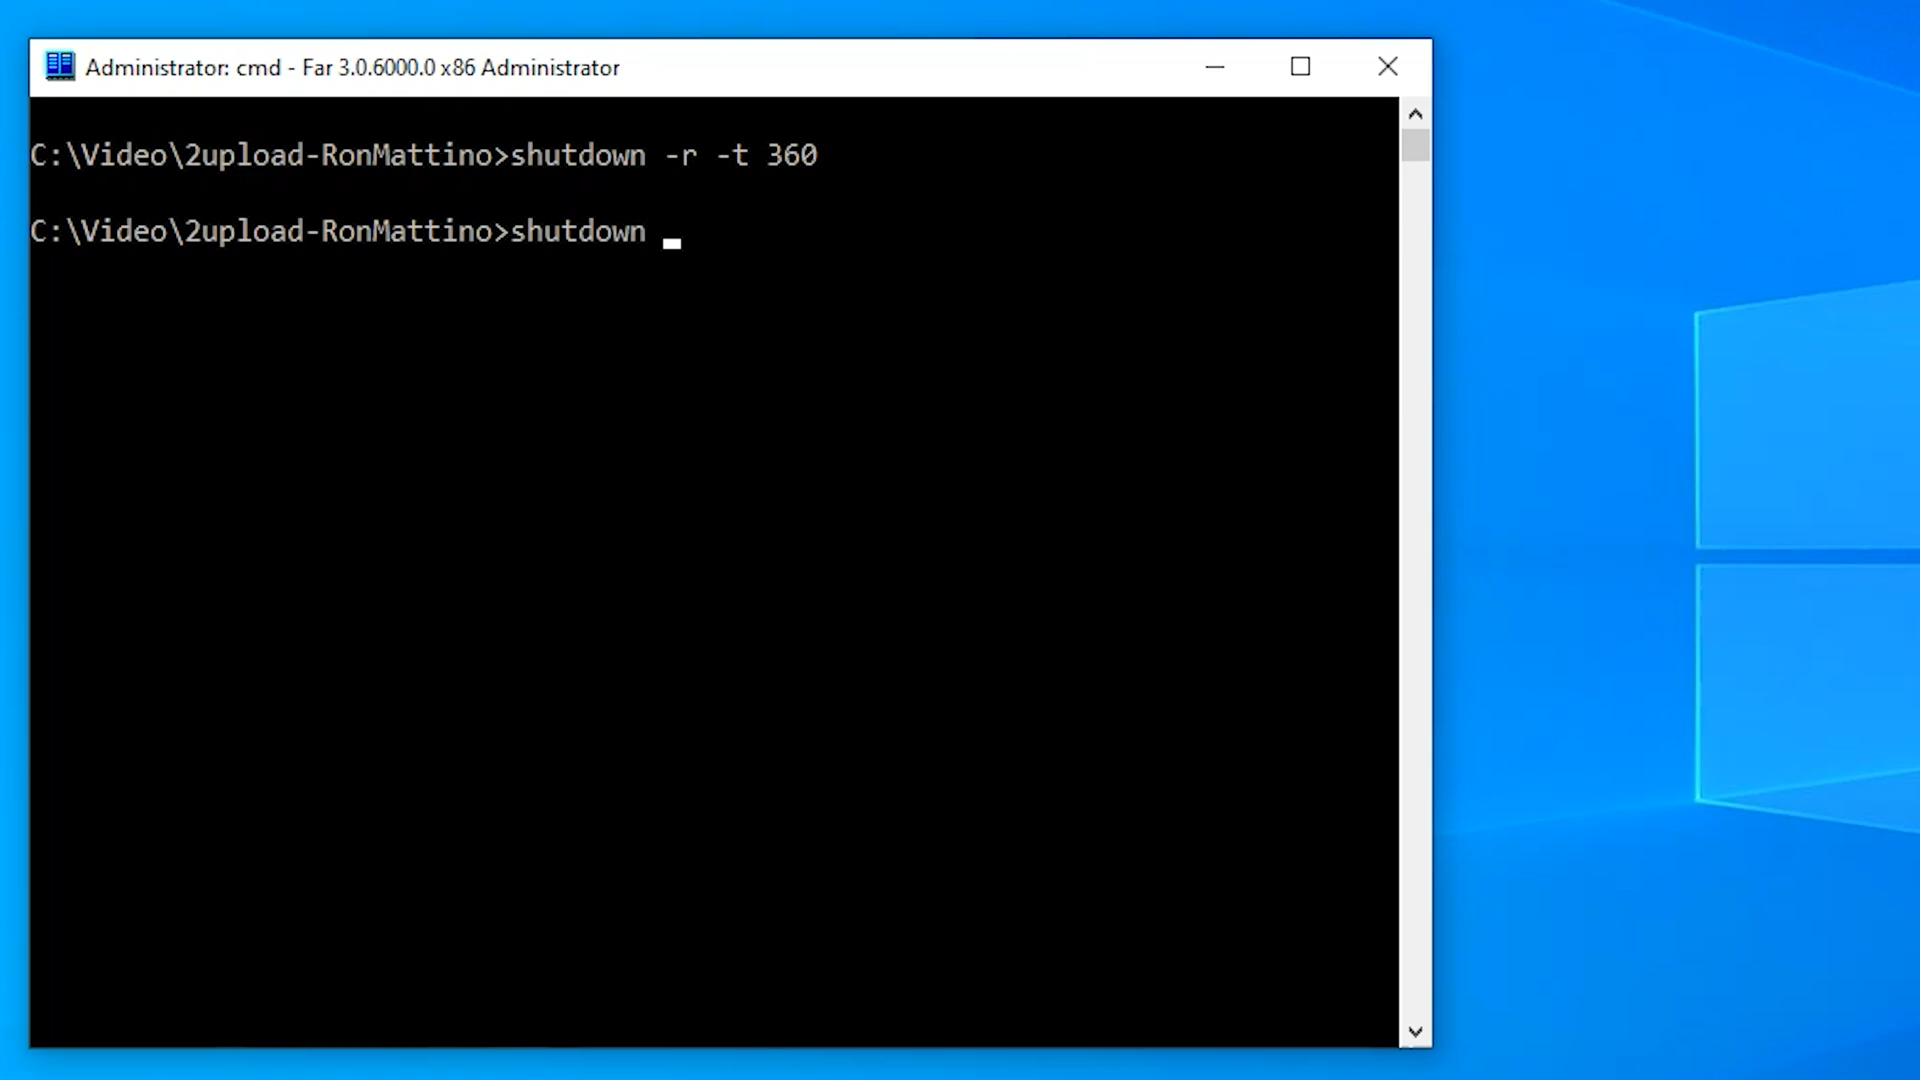 Administrator: cmd - Far 3.0.6000.0 x86 Administrator
C:\Video\2upload-RonMattino>shutdown -r -t 360
C:\Video\2upload-RonMattino>shutdown